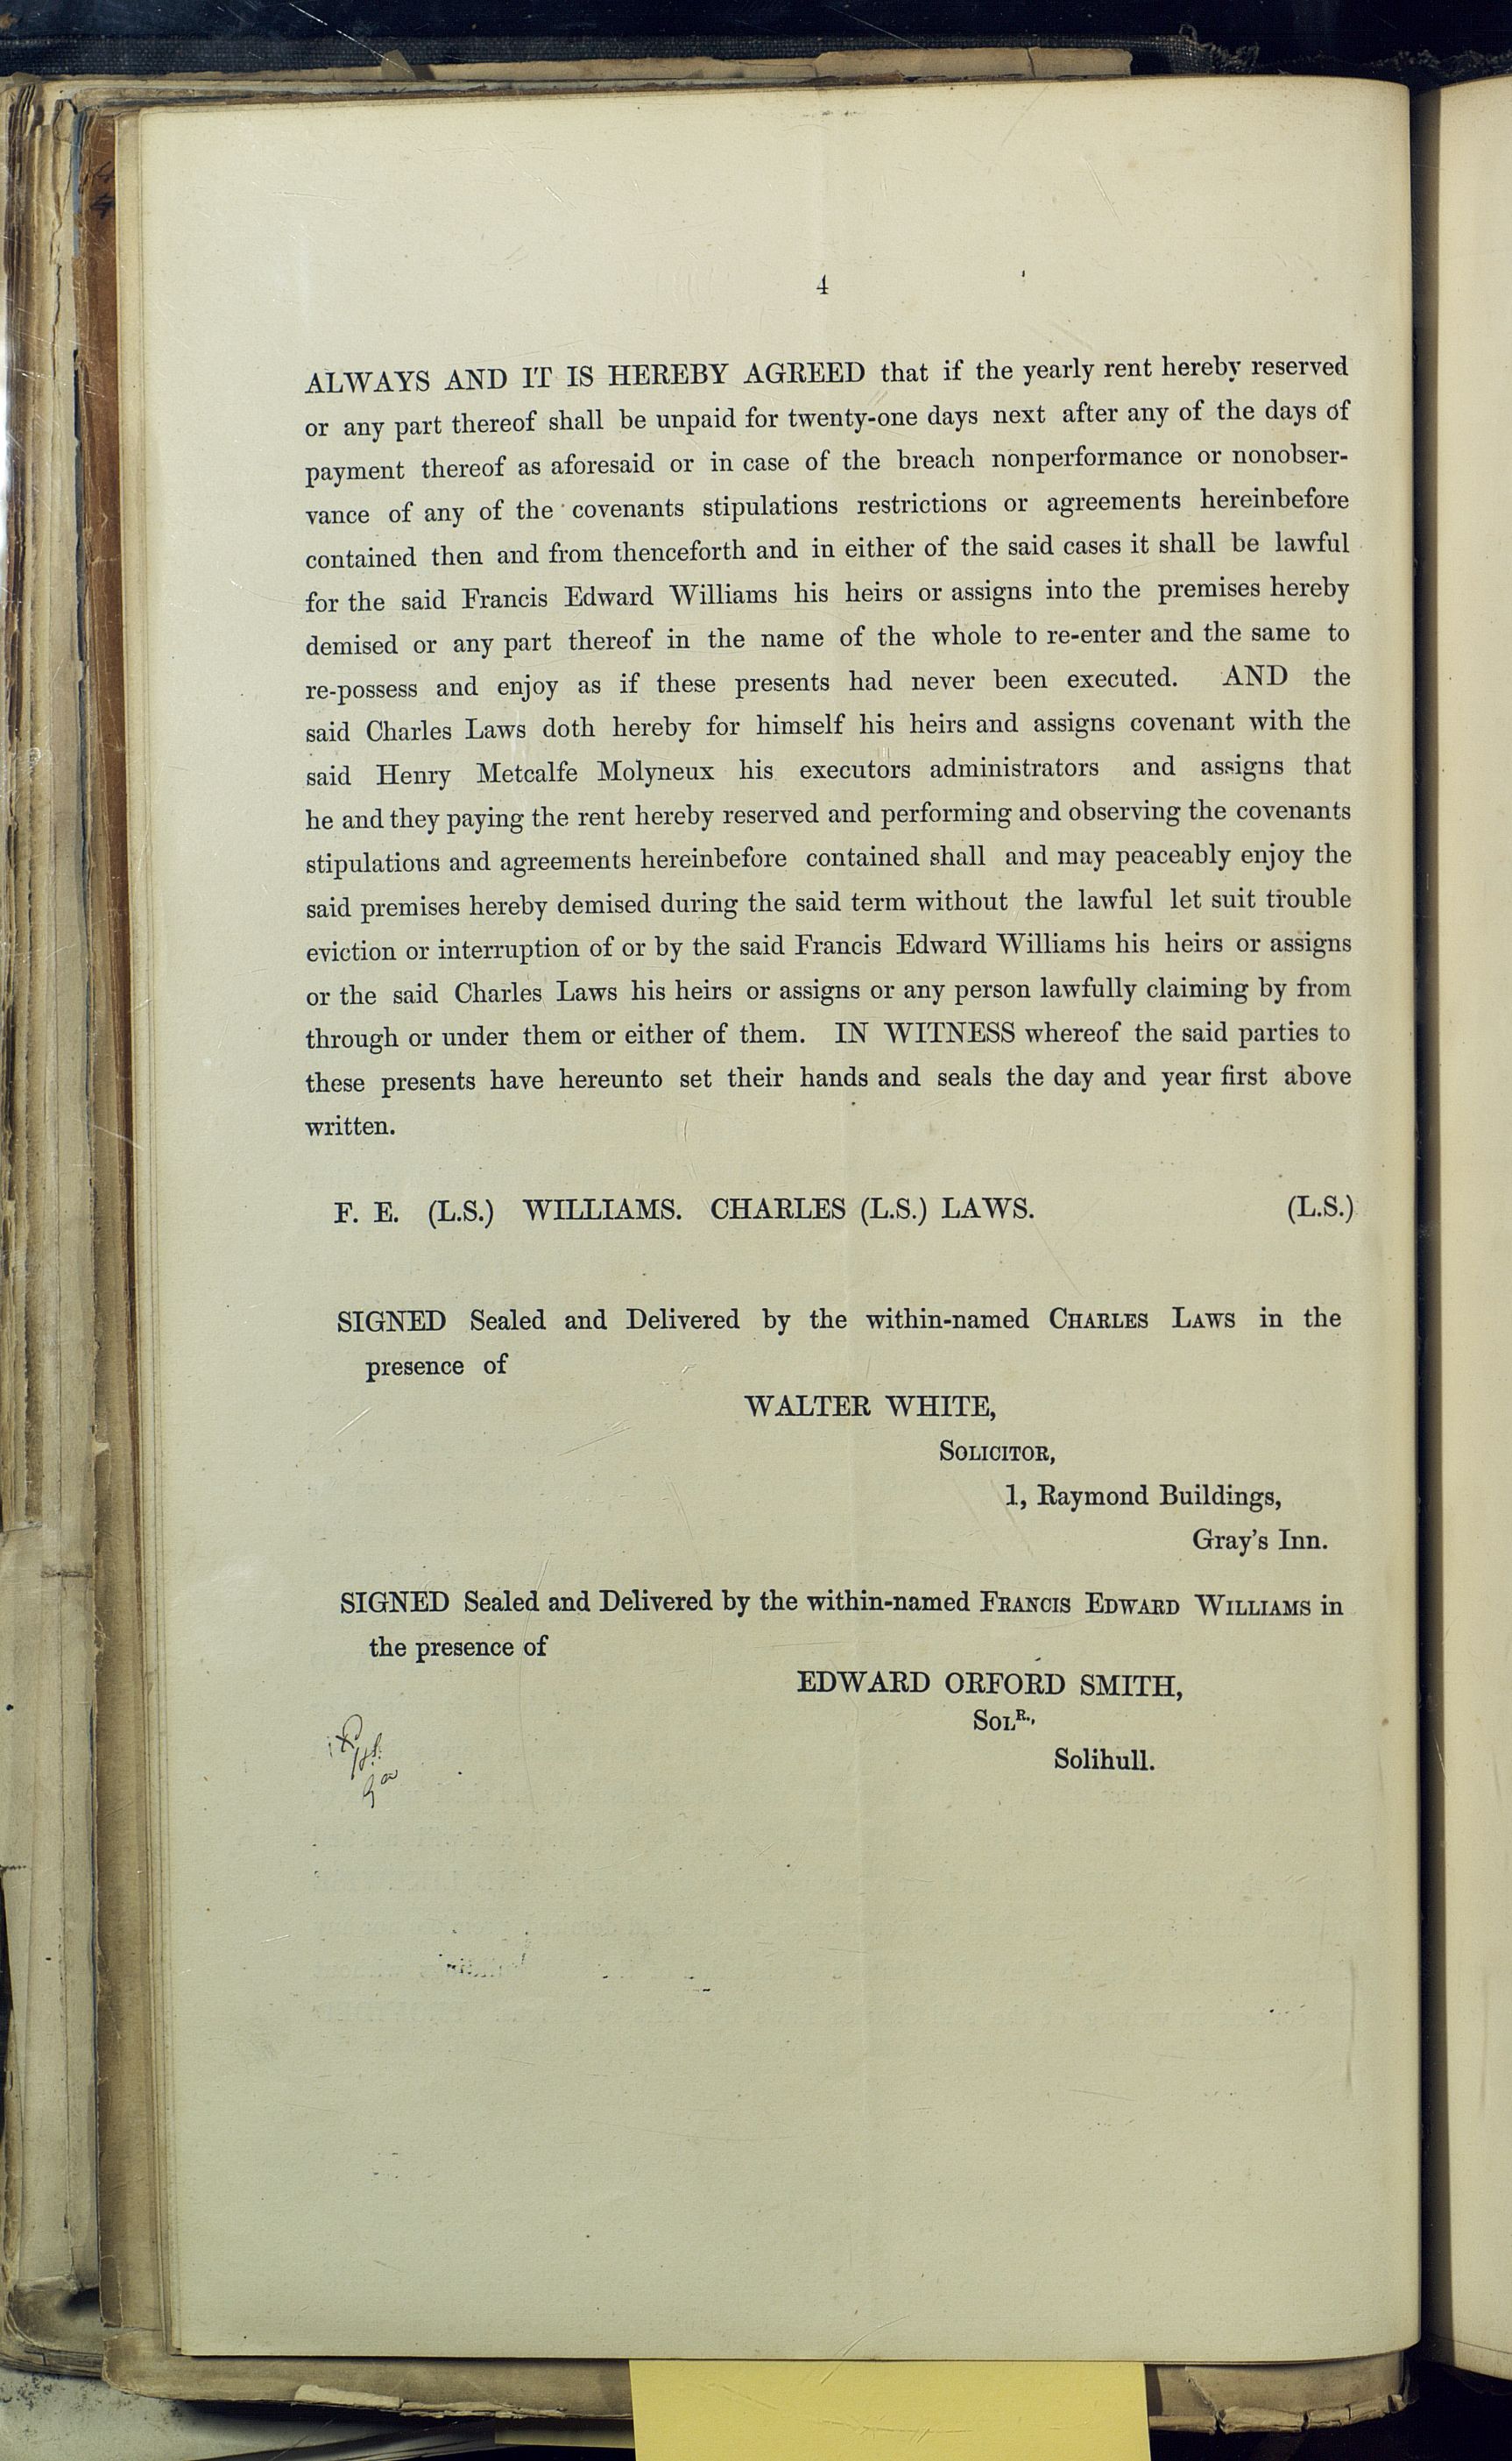 4
ALWAYS AND IT IS HEREBY AGREED that if the yearly rent hereby reserved
or any part thereof shall be unpaid for twenty-one days next after any of the days of
payment thereof as aforesaid or in case of the breach nonperformance or nonobser-
vance of any of the covenants stipulations restrictions or agreements hereinbefore
contained then and from thenceforth and in either of the said cases it shall be lawful
for the said Francis Edward Williams his heirs or assigns into the premises hereby
demised or any part thereof in the name of the whole to re-enter and the same to
re-possess and enjoy as if these presents had never been executed. AND the
said Charles Laws doth hereby for himself his heirs and assigns covenant with the
said Henry Metcalfe Molyneux his executors administrators and assigns that
he and they paying the rent hereby reserved and performing and observing the covenants
stipulations and agreements hereinbefore contained shall and may peaceably enjoy the
said premises hereby demised during the said term without the lawful let suit trouble
eviction or interruption of or by the said Francis Edward Williams his heirs or assigns
or the said Charles Laws his heirs or assigns or any person lawfully claiming by from
through or under them or either of them. IN WITNESS whereof the said parties to
these presents have hereunto set their hands and seals the day and year first above
written.
F. E. (L.S.) WILLIAMS. CHARLES (L.S.) LAWS. (L.S.)
SIGNED Sealed and Delivered by the within-named CHARLES LAWS in the
presence of
WALTER WHITE,
SOLICITOR,
1, Raymond Buildings,
Gray's Inn.
SIGNED Sealed and Delivered by the within-named FRANCIS EDWARD WILLIAMS in
the presence of
EDWARD ORFORD SMITH,
SOLR.,
Solihull.